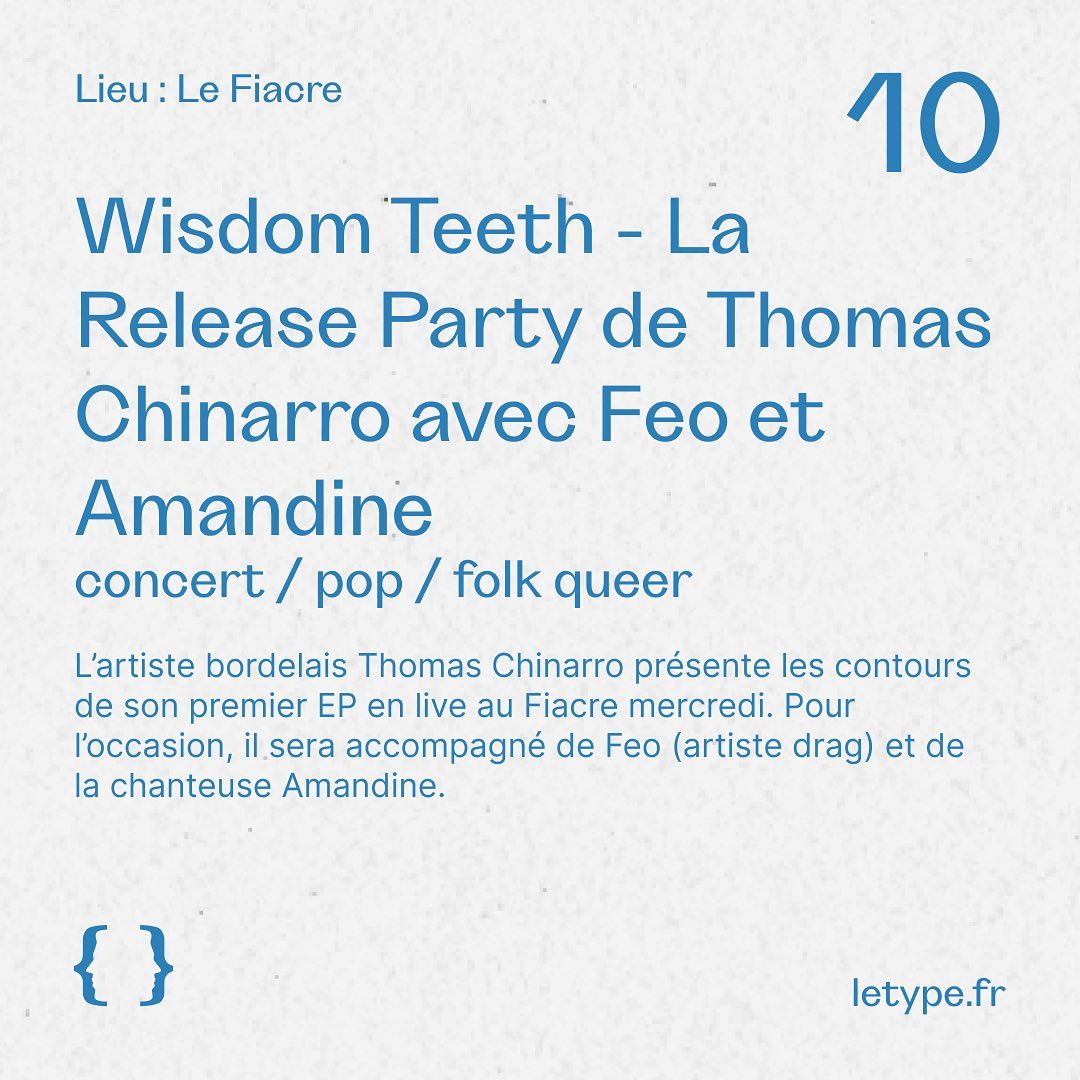 Lieu : Le Fiacre
10
Wisdom Teeth - La
Release Party de Thomas
Chinarro avec Feo et
Amandine
concert / pop / folk queer
L’artiste bordelais Thomas Chinarro présente les contours
de son premier EP en live au Fiacre mercredi. Pour
l’occasion, il sera accompagné de Feo (artiste drag) et de
la chanteuse Amandine.
{ }
letype.fr